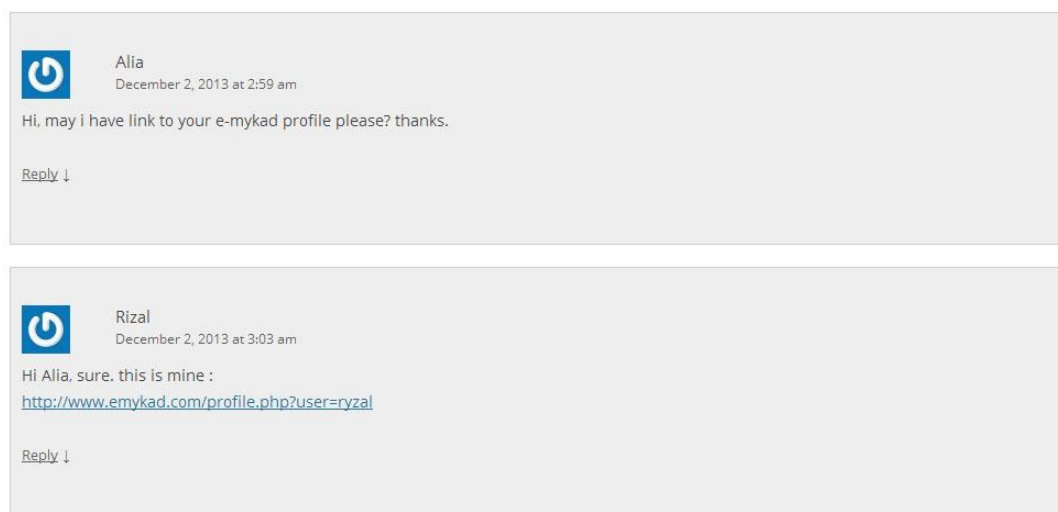 Alia
December 2, 2013 at 2:59 am
Hi, may i have link to your e-mykad profile please? thanks.
Reply ↓
Rizal
December 2, 2013 at 3:03 am
Hi Alia, sure. this is mine :
http://www.emykad.com/profile.php?user=ryzal
Reply ↓